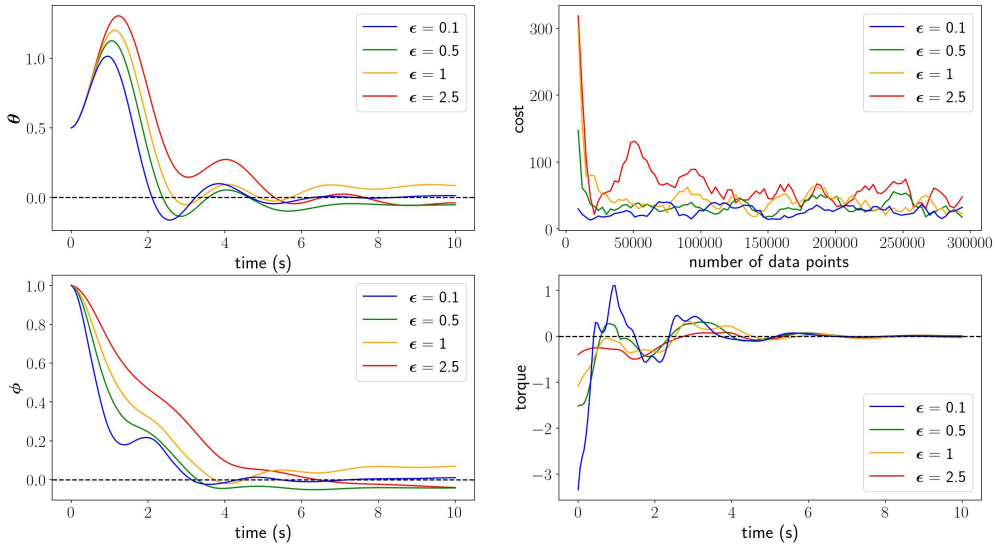 1.0
0.5
0.0
θ
0
2
4
6
8
10
time (s)
ϵ = 0.1
ϵ = 0.5
ϵ = 1
ϵ = 2.5
300
200
100
0
cost
0
50000
100000
150000
200000
250000
300000
number of data points
ϵ = 0.1
ϵ = 0.5
ϵ = 1
ϵ = 2.5
1.0
0.8
0.6
0.4
0.2
0.0
ϕ
0
2
4
6
8
10
time (s)
ϵ = 0.1
ϵ = 0.5
ϵ = 1
ϵ = 2.5
1
0
−1
−2
−3
torque
0
2
4
6
8
10
time (s)
ϵ = 0.1
ϵ = 0.5
ϵ = 1
ϵ = 2.5